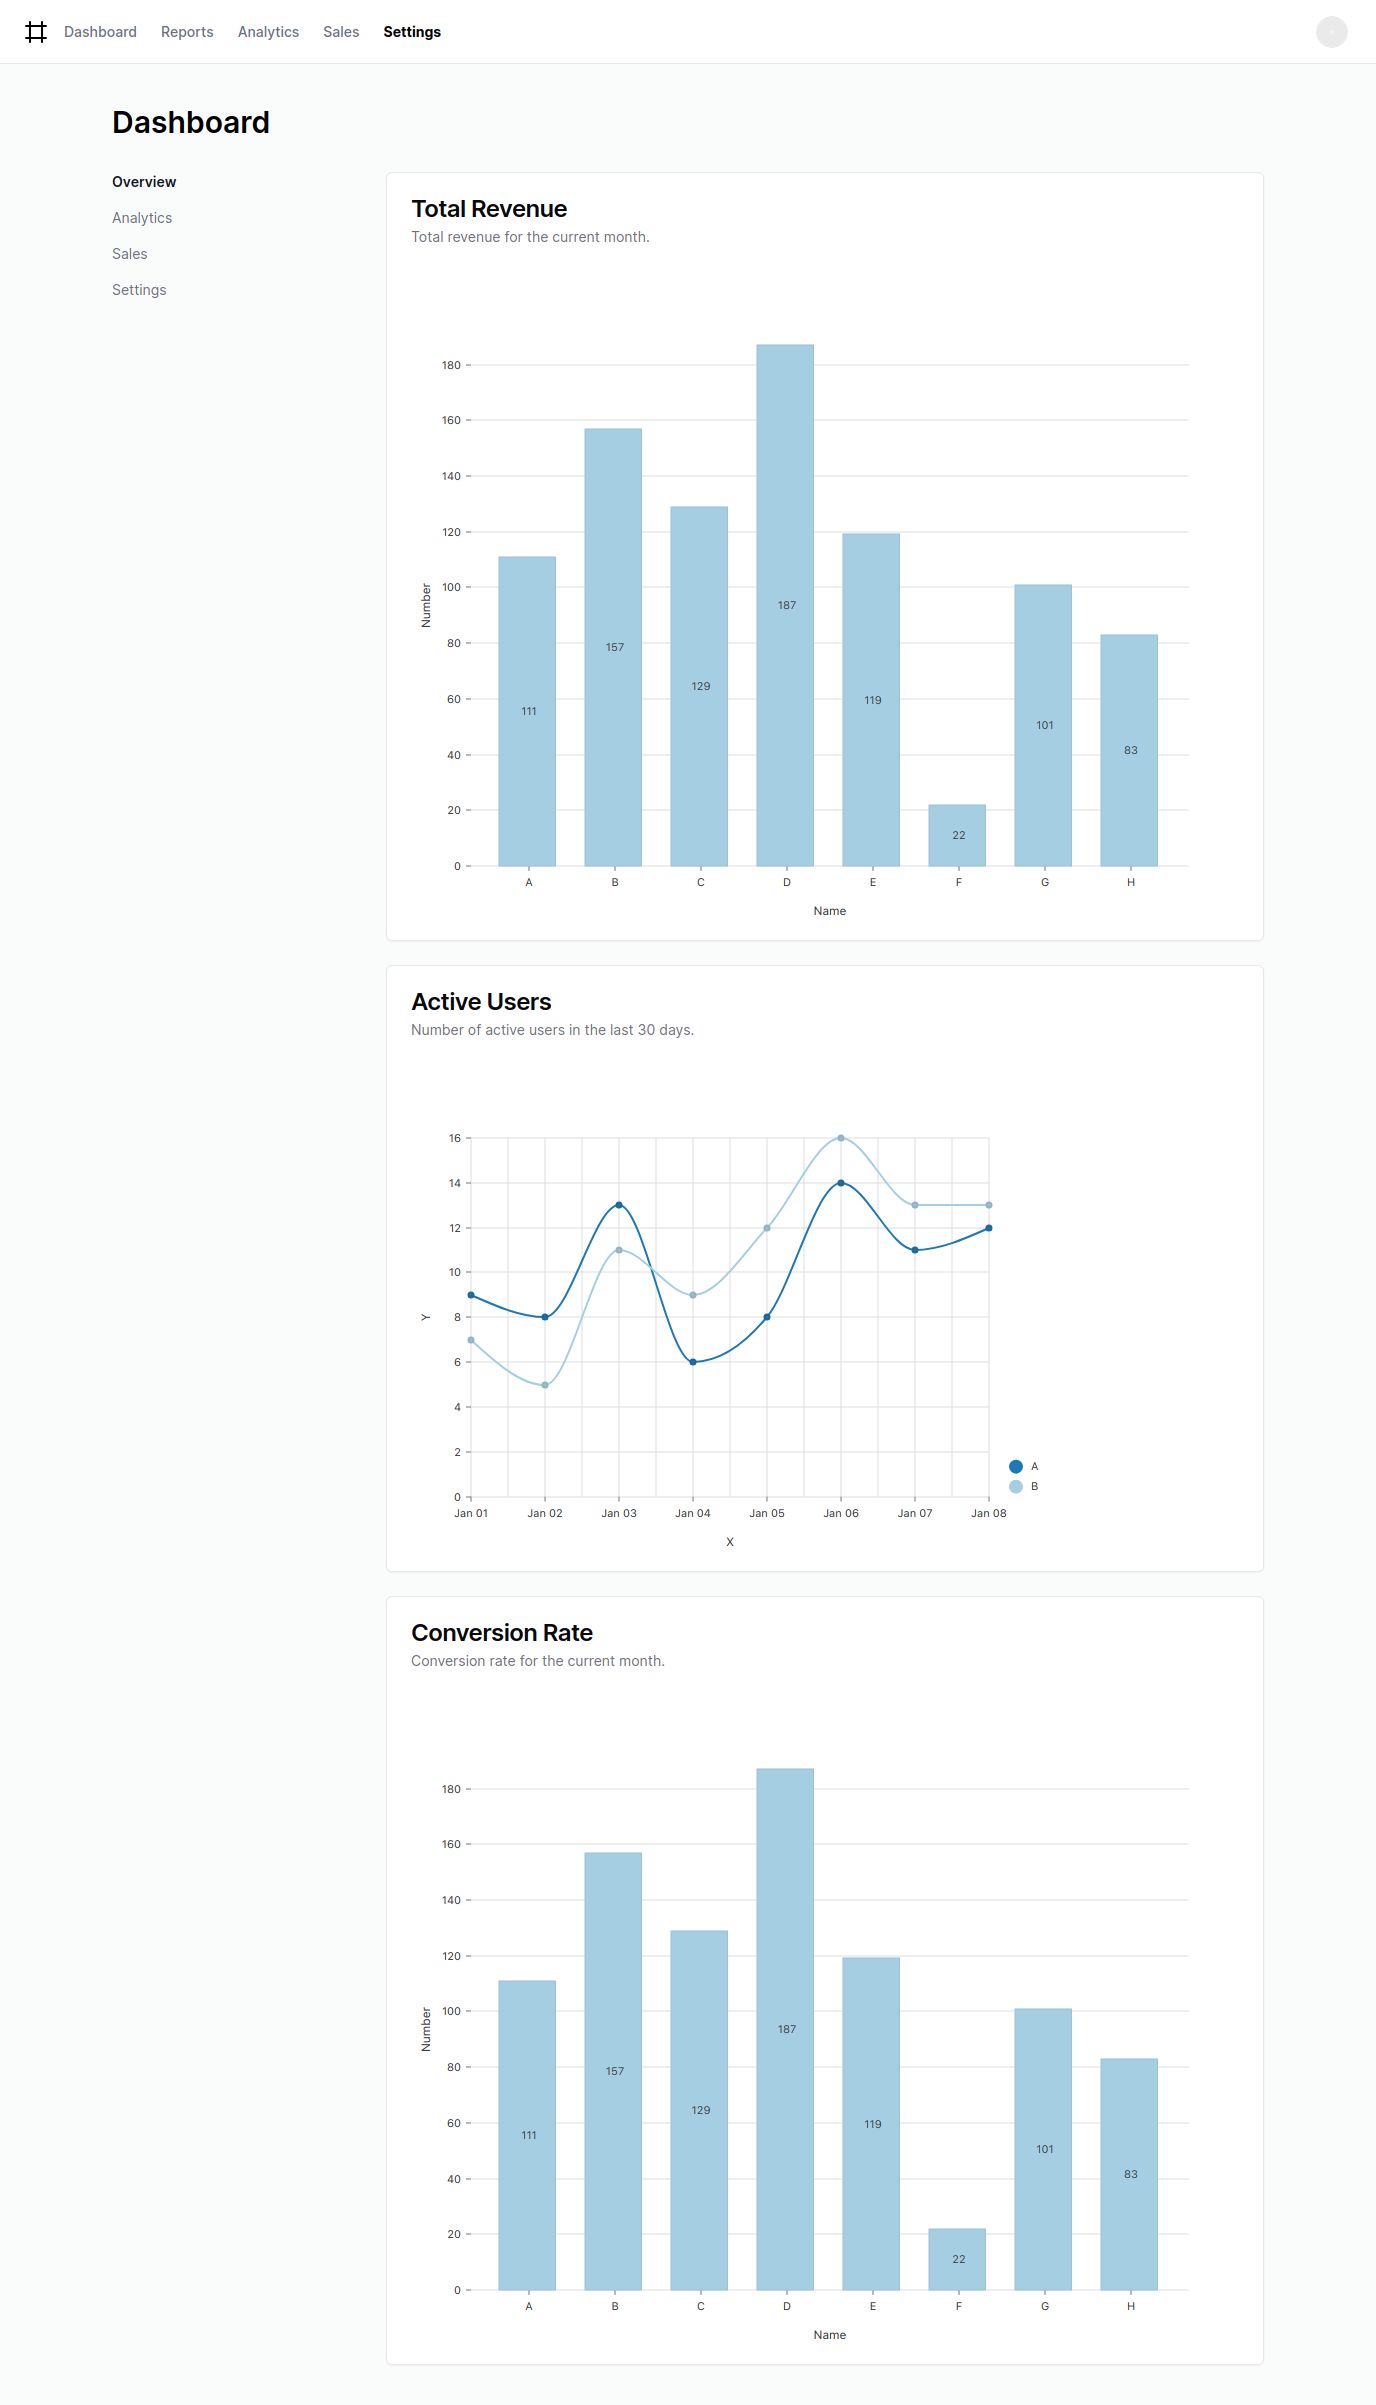 Dashboard Reports Analytics Sales Settings
Dashboard
Overview
Analytics
Sales
Settings
Total Revenue
Total revenue for the current month.
180
160
140
120
100
80
60
40
20
0
Number
111
157
129
187
119
22
101
83
A B C D E F G H
Name
Active Users
Number of active users in the last 30 days.
16
14
12
10
8
6
4
2
0
Y
A
B
Jan 01 Jan 02 Jan 03 Jan 04 Jan 05 Jan 06 Jan 07 Jan 08
X
Conversion Rate
Conversion rate for the current month.
180
160
140
120
100
80
60
40
20
0
Number
111
157
129
187
119
22
101
83
A B C D E F G H
Name